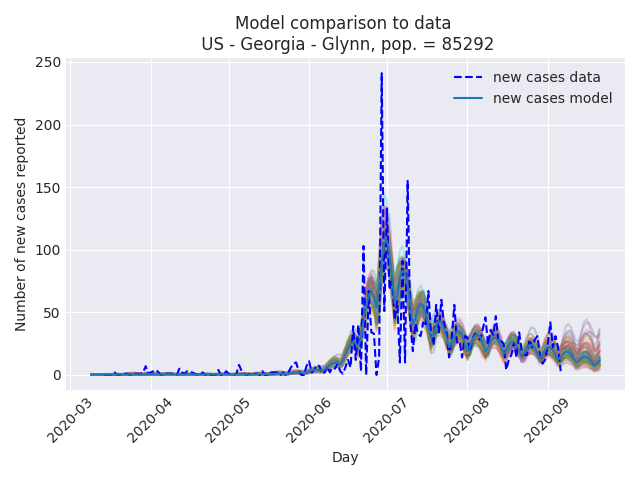 Model comparison to data
US - Georgia - Glynn, pop. = 85292
new cases data
new cases model
Number of new cases reported
250
200
150
100
50
0
2020-03
2020-04
2020-05
2020-06
2020-07
2020-08
2020-09
Day